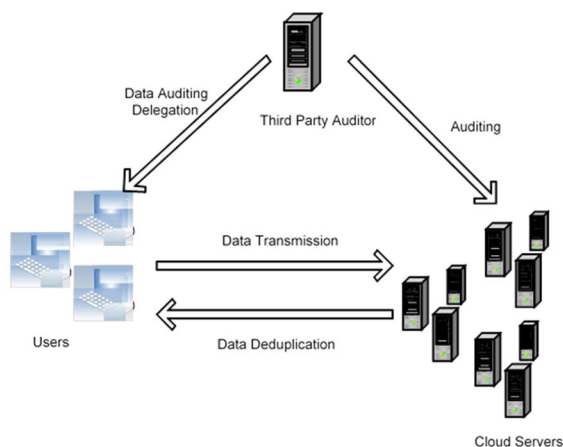 Data Auditing
Delegation
Third Party Auditor
Auditing
Data Transmission
Users
Data Deduplication
Cloud Servers